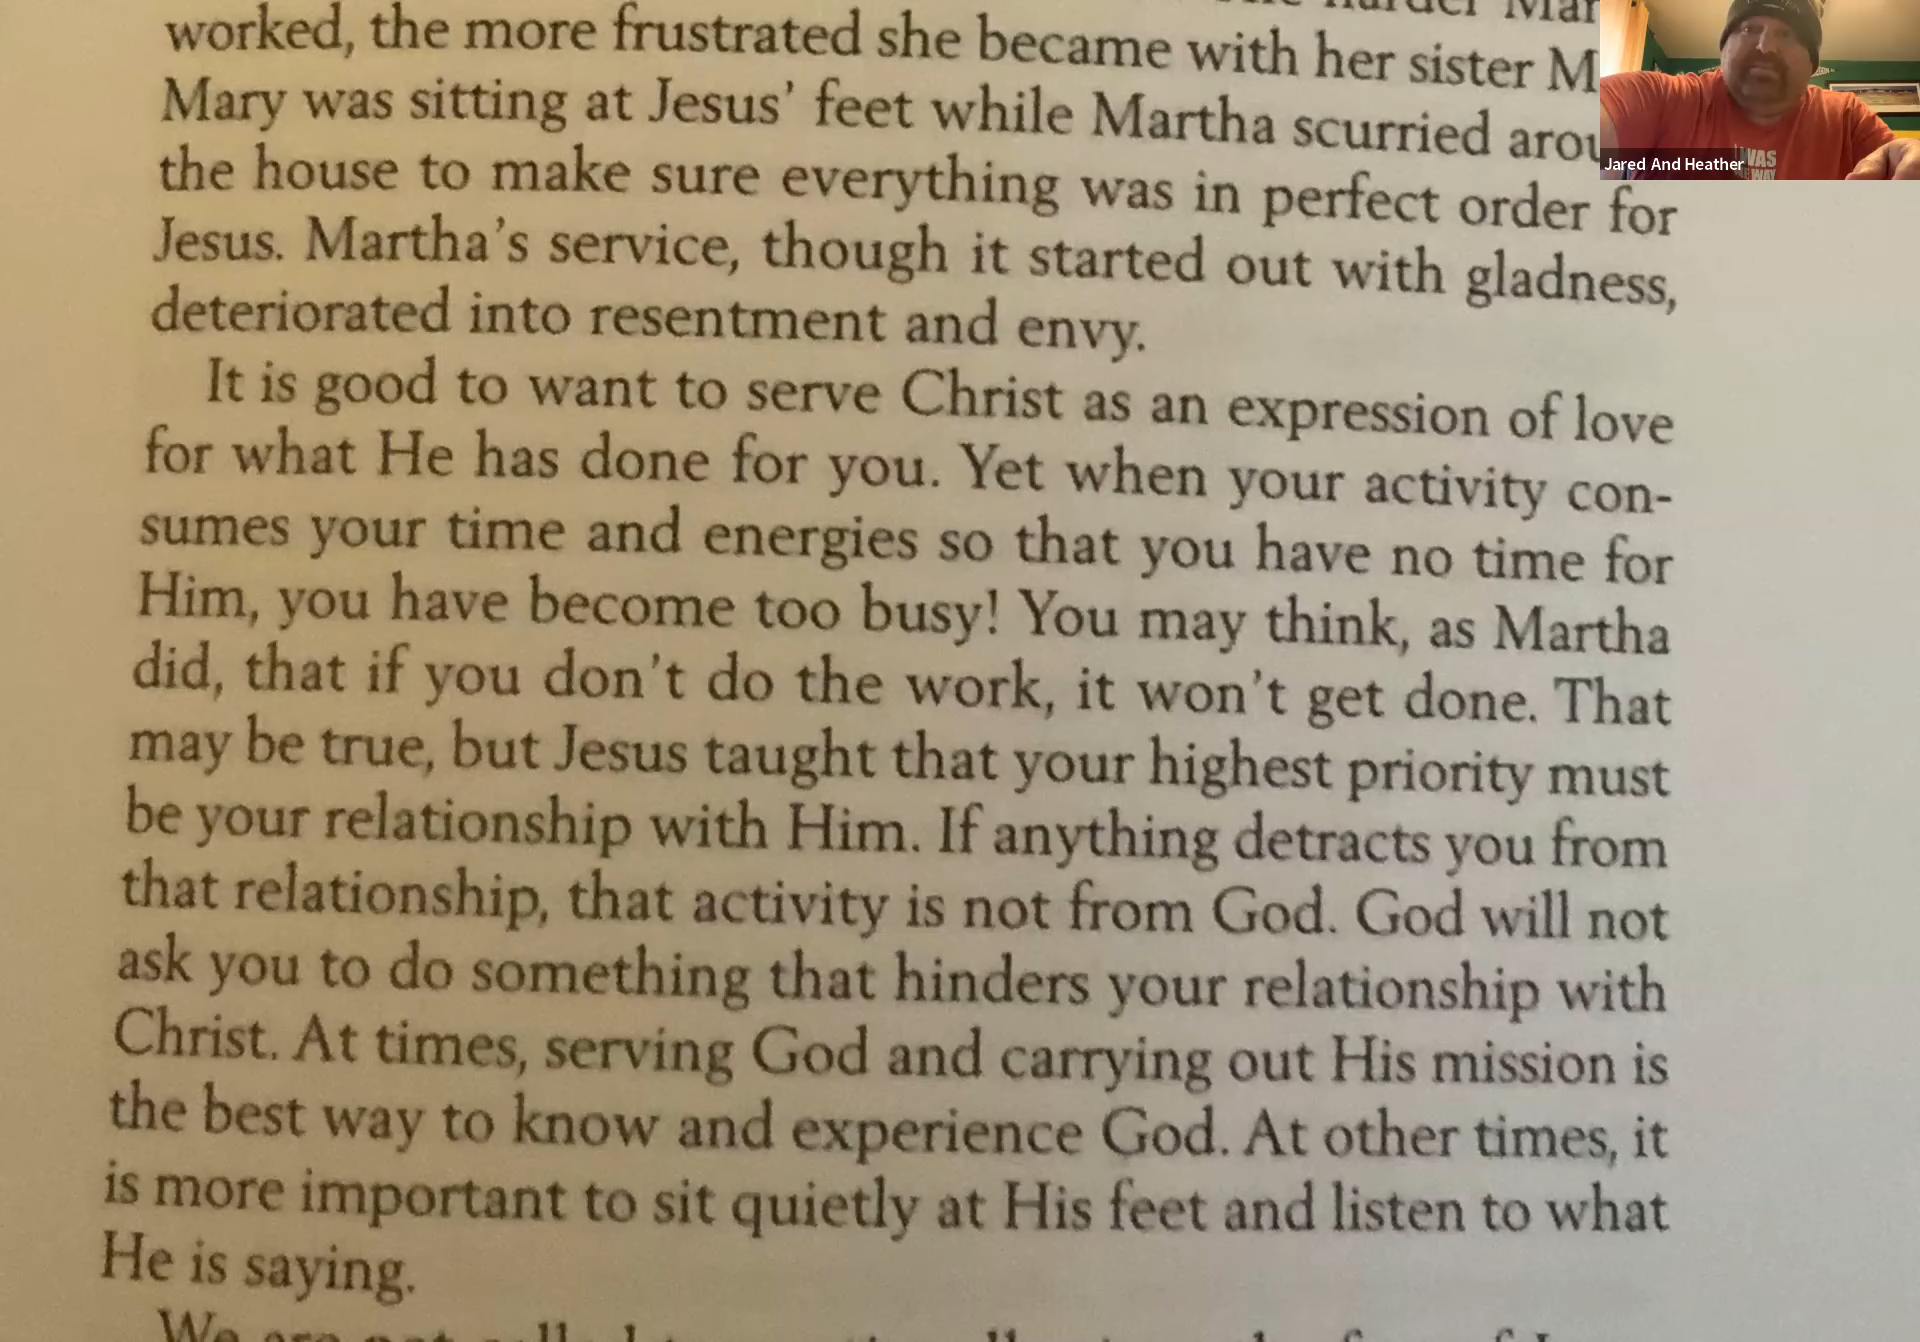 harder Mar
worked, the more frustrated she became with her sister M
Mary was sitting at Jesus’ feet while Martha scurried arou
the house to make sure everything was in perfect order for
Jesus. Martha’s service, though it started out with gladness,
deteriorated into resentment and envy.
It is good to want to serve Christ as an expression of love
for what He has done for you. Yet when your activity con-
sumes your time and energies so that you have no time for
Him, you have become too busy! You may think, as Martha
did, that if you don’t do the work, it won’t get done. That
may be true, but Jesus taught that your highest priority must
be your relationship with Him. If anything detracts you from
that relationship, that activity is not from God. God will not
ask you to do something that hinders your relationship with
Christ. At times, serving God and carrying out His mission is
the best way to know and experience God. At other times, it
is more important to sit quietly at His feet and listen to what
He is saying.
We are not
Jared And Heather
WAS
WAY